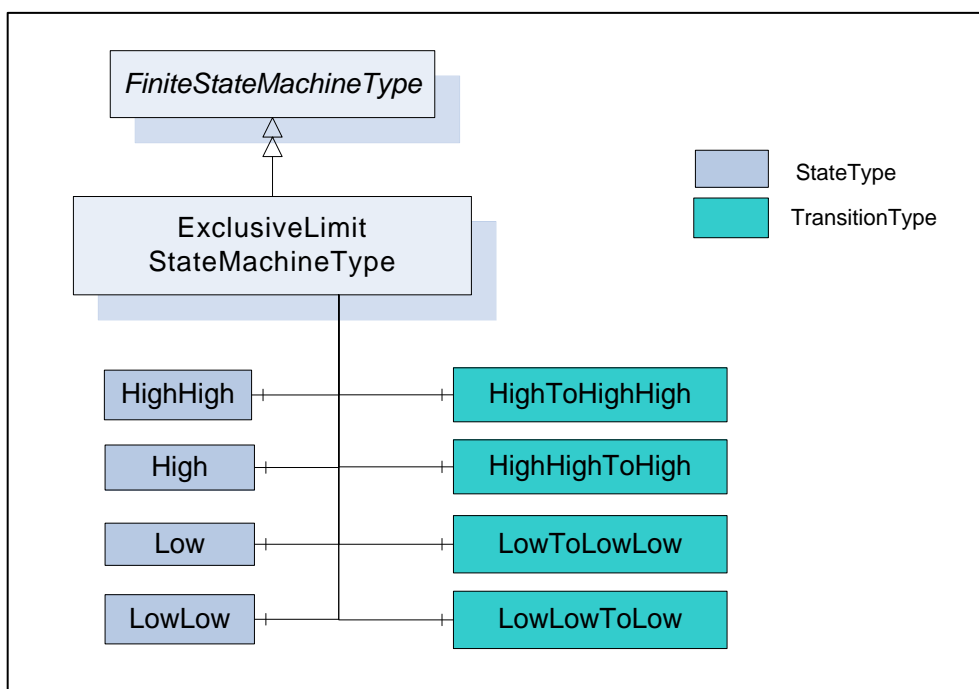 FiniteStateMachineType
ExclusiveLimit
StateMachineType
StateType
TransitionType
HighHigh
HighToHighHigh
High
HighHighToHigh
Low
LowToLowLow
LowLow
LowLowToLow